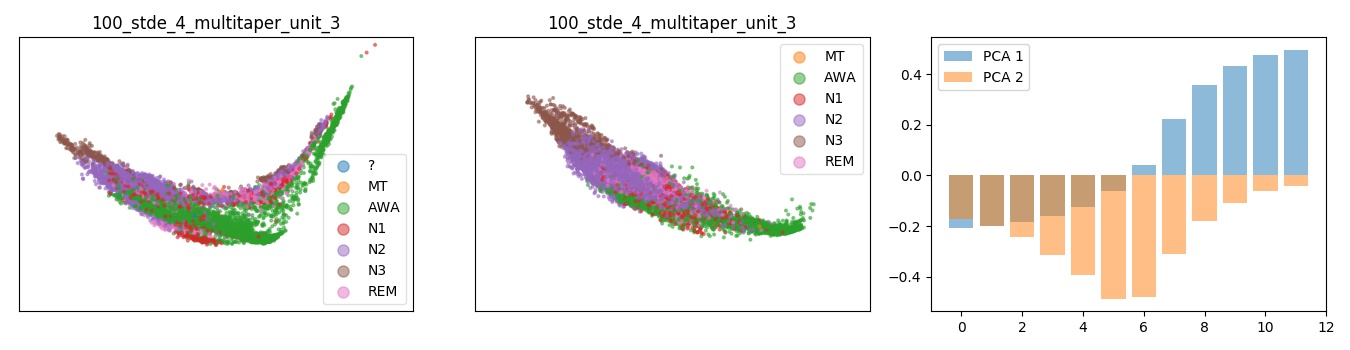 100_stde_4_multitaper_unit_3
?
MT
AWA
N1
N2
N3
REM
100_stde_4_multitaper_unit_3
MT
AWA
N1
N2
N3
REM
PCA 1
PCA 2
0.4
0.2
0.0
−0.2
−0.4
0 2 4 6 8 10 12